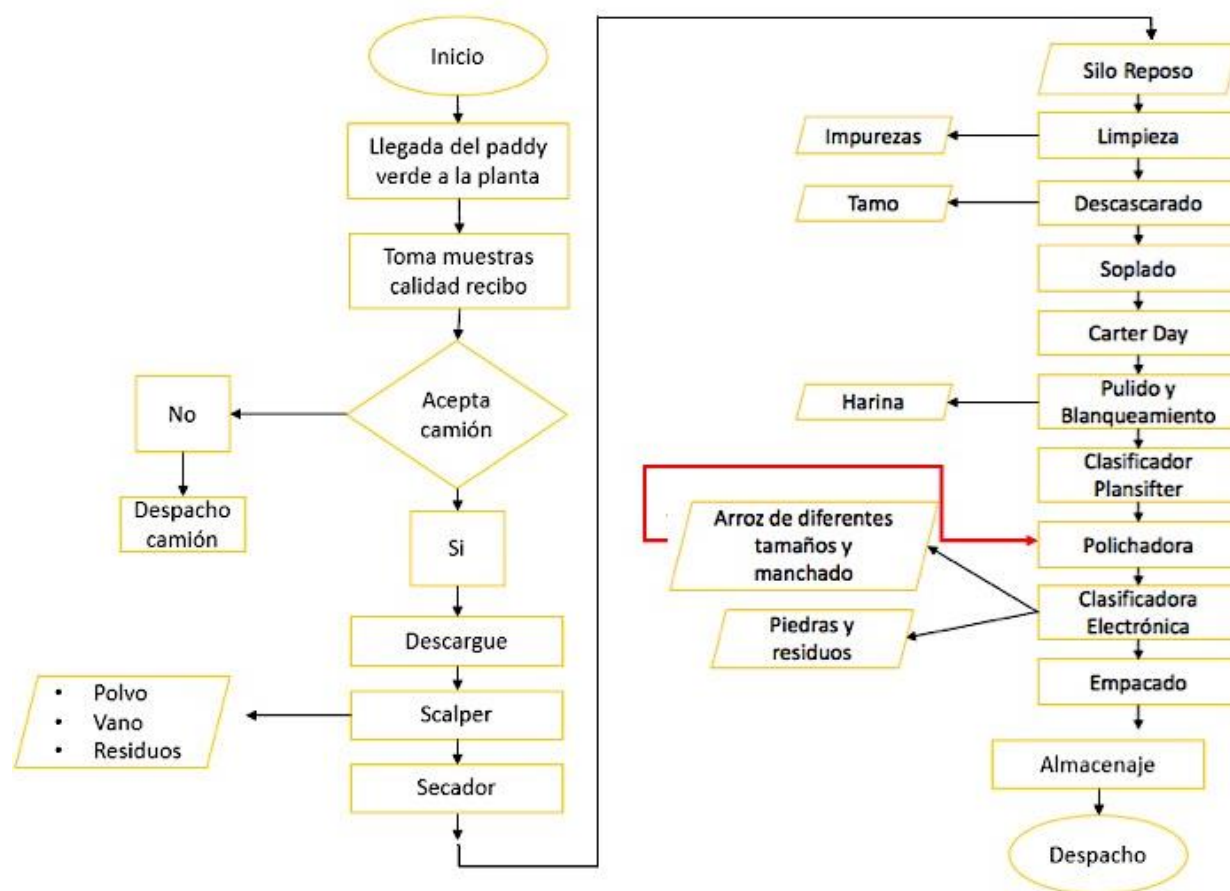 Inicio
Llegada del paddy
verde a la planta
Toma muestras
calidad recibo
Acepta
camión
No
Despacho
camión
Si
Descargue
Scalper
• Polvo
• Vano
• Residuos
Secador
Silo Reposo
Limpieza
Impurezas
Descascarado
Tamo
Soplado
Carter Day
Pulido y
Blanqueamiento
Harina
Clasificador
Plansifter
Polichadora
Arroz de diferentes
tamaños y
manchado
Clasificadora
Electrónica
Piedras y
residuos
Empacado
Almacenaje
Despacho